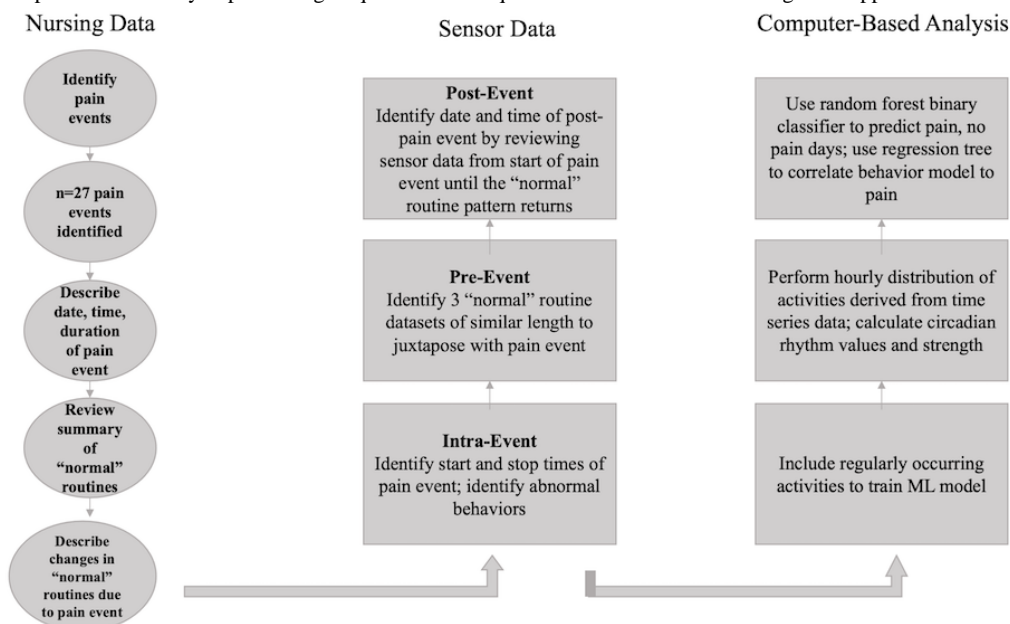 Nursing Data
Identify
pain
events
n=27 pain
events
identified
Describe
date, time,
duration
of pain
event
Review
summary
of
“normal”
routines
Describe
changes in
“normal”
routines due
to pain event
Sensor Data
Post-Event
Identify date and time of post-
pain event by reviewing
sensor data from start of pain
event until the “normal”
routine pattern returns
Pre-Event
Identify 3 “normal” routine
datasets of similar length to
juxtapose with pain event
Intra-Event
Identify start and stop times of
pain event; identify abnormal
behaviors
Computer-Based Analysis
Use random forest binary
classifier to predict pain, no
pain days; use regression tree
to correlate behavior model to
pain
Perform hourly distribution of
activities derived from time
series data; calculate circadian
rhythm values and strength
Include regularly occurring
activities to train ML model